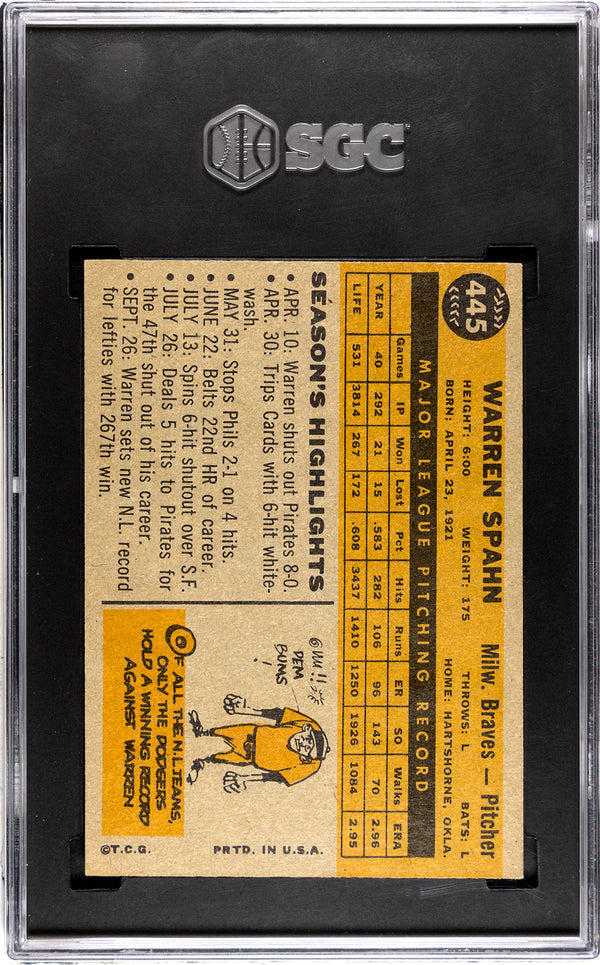 SGC
445
WARREN SPAHN Milw. Braves — Pitcher
HEIGHT: 6:00 WEIGHT: 175 THROWS: L BATS: L
BORN: APRIL 23, 1921 HOME: HARTSHORNE, OKLA.
MAJOR LEAGUE PITCHING RECORD
Games IP Won Lost Pct Hits Runs ER SO Walks ERA
YEAR 40 292 21 15 .583 282 106 96 143 70 2.96
LIFE 531 3814 267 172 .608 3437 1410 1250 1926 1084 2.95
SEASON'S HIGHLIGHTS
• APR. 10: Warren shuts out Pirates 8-0.
• APR. 30: Trips Cards with 6-hit white-
wash.
• MAY 31: Stops Phils 2-1 on 4 hits.
• JUNE 22: Belts 22nd HR of career.
• JULY 13: Spins 6-hit shutout over S.F.
• JULY 26: Deals 5 hits to Pirates for
the 47th shut out of his career.
• SEPT. 26: Warren sets new N.L. record
for lefties with 267th win.
DEM
BUMS
!
OF ALL THE N.L. TEAMS,
ONLY THE DODGERS
HOLD A WINNING RECORD
AGAINST WARREN
©T.C.G. PRTD. IN U.S.A.